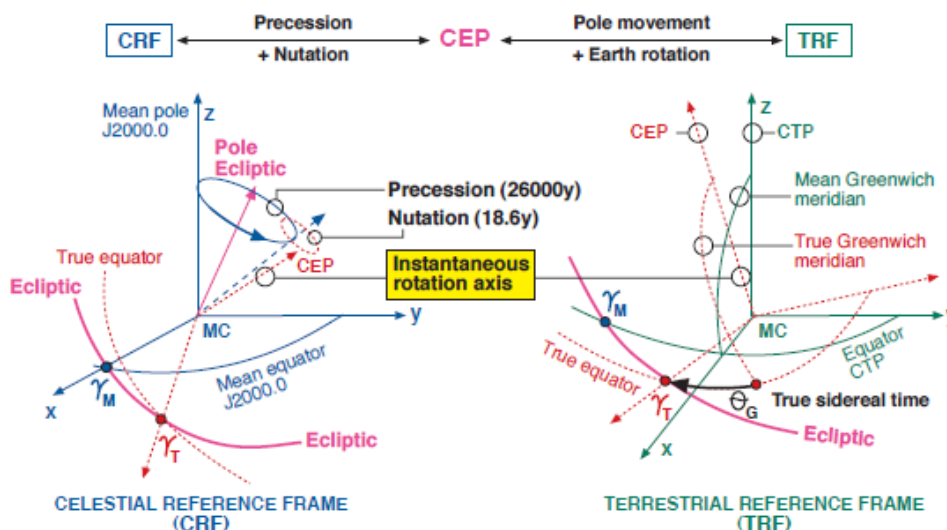 Precession
Pole movement
CRF
CEP
TRF
+ Nutation
+ Earth rotation
Mean pole
J2000.0
z
Pole
Ecliptic
Precession (26000y)
Nutation (18.6y)
CEP
True equator
Ecliptic
Instantaneous
rotation axis
MC
y
Mean equator
J2000.0
γM
x
γT
Ecliptic
CELESTIAL REFERENCE FRAME
(CRF)
z
CEP
CTP
Mean Greenwich
meridian
True Greenwich
meridian
Ecliptic
γM
MC
True equator
Equator
CTP
γT
θG
True sidereal time
x
Ecliptic
TERRESTRIAL REFERENCE FRAME
(TRF)